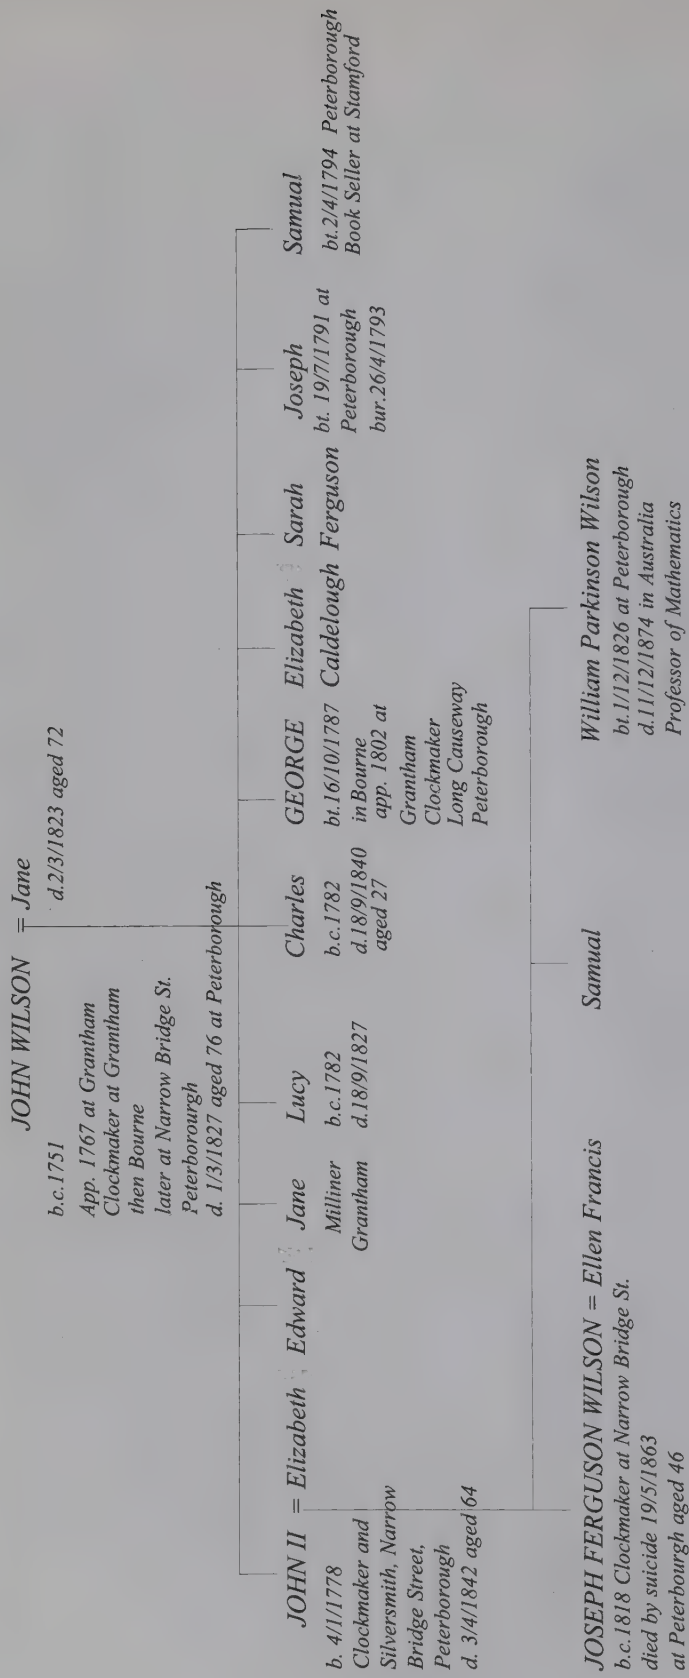 JOHN WILSON = Jane
b.c.1751
App. 1767 at Grantham
Clockmaker at Grantham
then Bourne
later at Narrow Bridge St.
Peterbourgh
d. 1/3/1827 aged 76 at Peterborough
d.2/3/1823 aged 72
JOHN II = Elizabeth
b. 4/1/1778
Clockmaker and
Silversmith, Narrow
Bridge Street,
Peterborough
d. 3/4/1842 aged 64
Edward
Jane
Milliner
Grantham
Lucy
b.c.1782
d.18/9/1827
Charles
b.c.1782
d.18/9/1840
aged 27
GEORGE
bt.16/10/1787
in Bourne
app. 1802 at
Grantham
Clockmaker
Long Causeway
Peterborough
Elizabeth
Caldelough
Sarah
Ferguson
Joseph
bt. 19/7/1791 at
Peterborough
bur.26/4/1793
Samual
bt.2/4/1794 Peterborough
Book Seller at Stamford
JOSEPH FERGUSON WILSON = Ellen Francis
b.c.1818 Clockmaker at Narrow Bridge St.
died by suicide 19/5/1863
at Peterbourgh aged 46
Samual
William Parkinson Wilson
bt.1/12/1826 at Peterborough
d.11/12/1874 in Australia
Professor of Mathematics